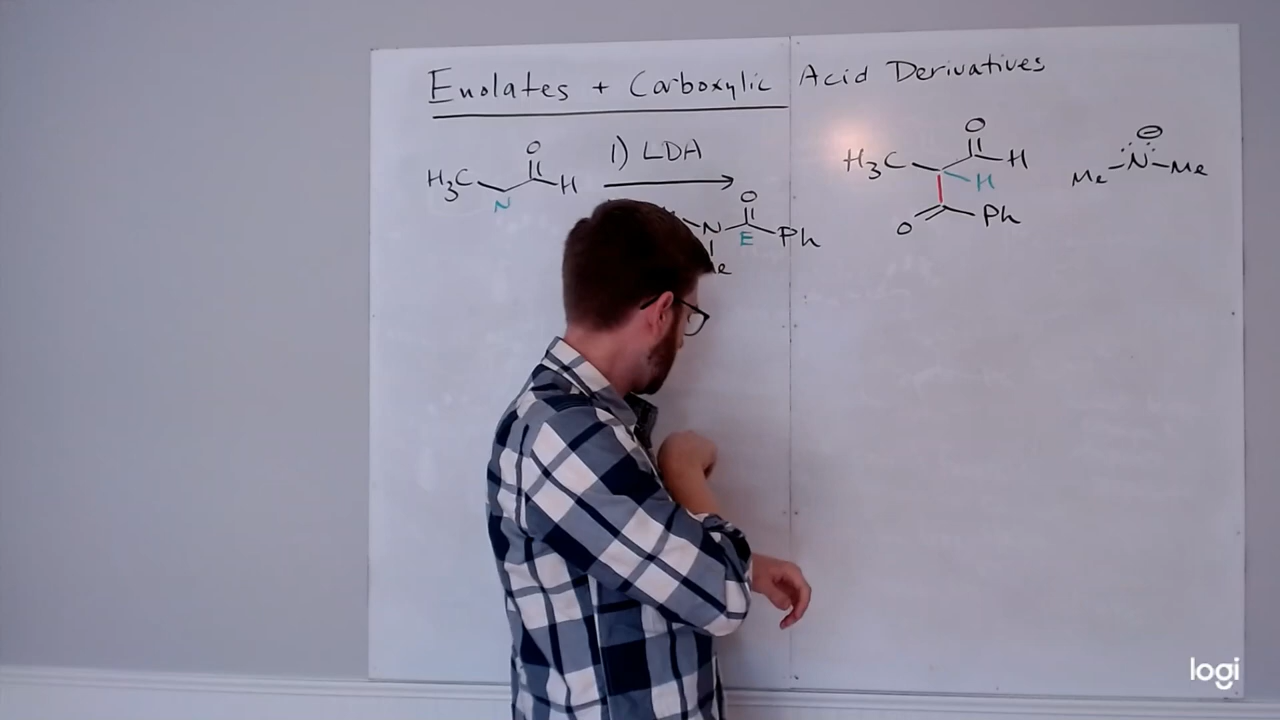 Enolates + Carboxylic Acid Derivatives
H₃C O H
N
1) LDA
N O Ph
E
H₃C O H
H
O Ph
⊖
Me-N̈-Me
logi